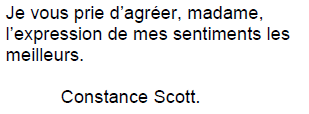 Je vous prie d’agréer, madame,
l’expression de mes sentiments les
meilleurs.
Constance Scott.